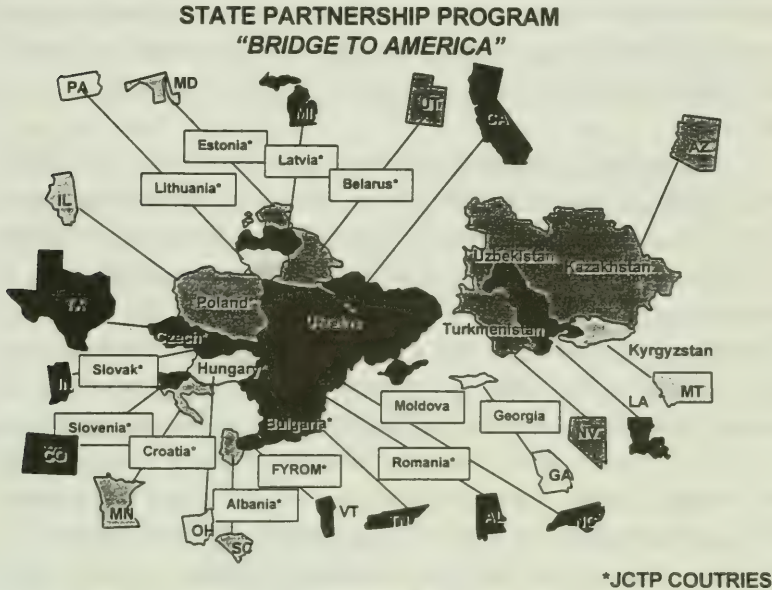 STATE PARTNERSHIP PROGRAM
“BRIDGE TO AMERICA”
PA
MD
MI
UT
CA
AZ
Estonia*
Latvia*
Lithuania*
Belarus*
IL
Uzbekistan
Kazakhstan
Poland*
TX
Ukraine
Czech*
Turkmenistan
Kyrgyzstan
Slovak*
Hungary*
IN
MT
Moldova
Georgia
LA
Slovenia*
Bulgaria*
NV
CO
Croatia*
FYROM*
Romania*
GA
MN
Albania*
VT
TN
AL
NC
OH
SC
*JCTP COUTRIES